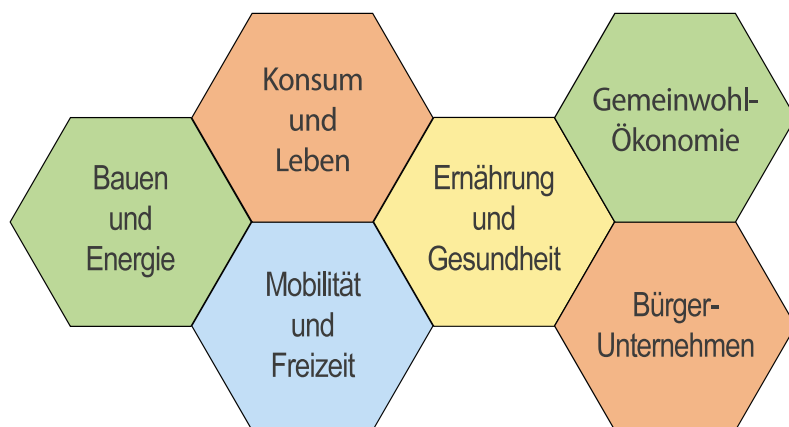 Konsum
und
Leben
Gemeinwohl-
Ökonomie
Bauen
und
Energie
Ernährung
und
Gesundheit
Mobilität
und
Freizeit
Bürger-
Unternehmen